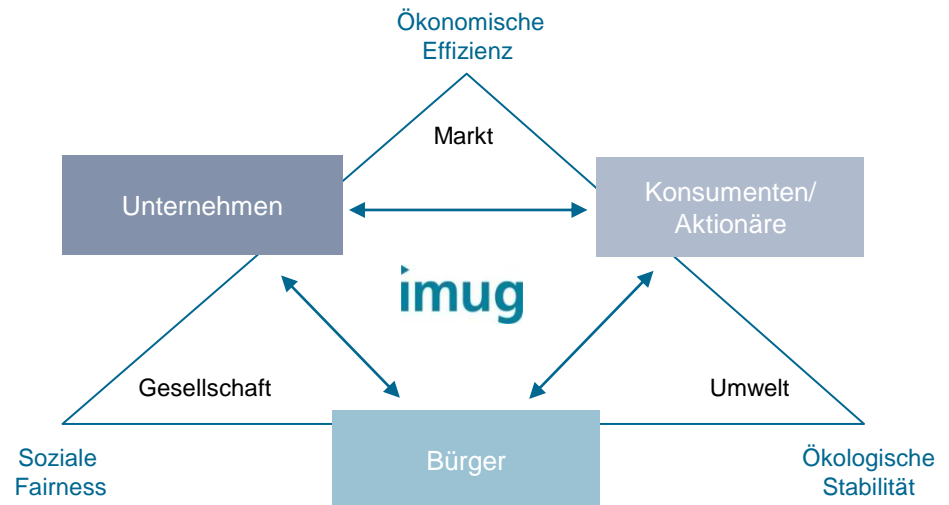 Ökonomische
Effizienz
Markt
Unternehmen
Konsumenten/
Aktionäre
imug
Gesellschaft
Umwelt
Bürger
Soziale
Fairness
Ökologische
Stabilität